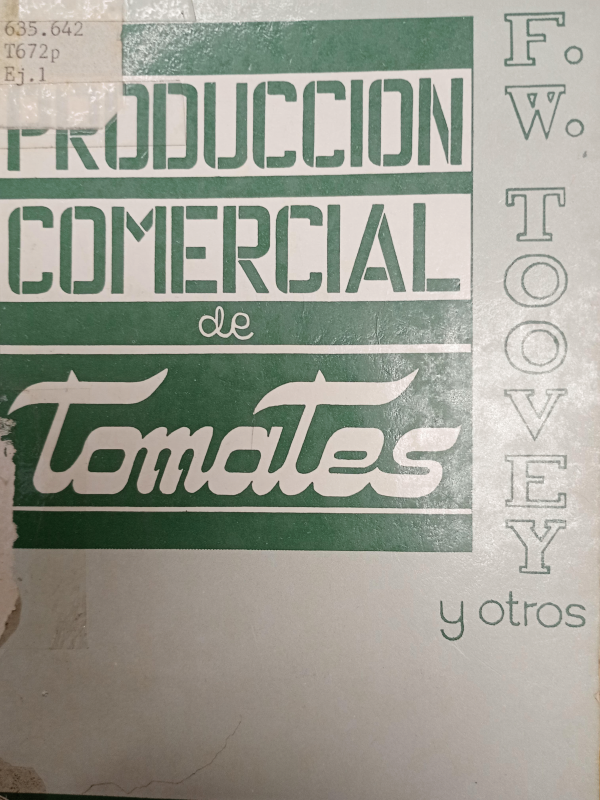 635.642
T672p
Ej.1
PRODUCCION
COMERCIAL
de
Tomates
F. W. TOOVEY
y otros